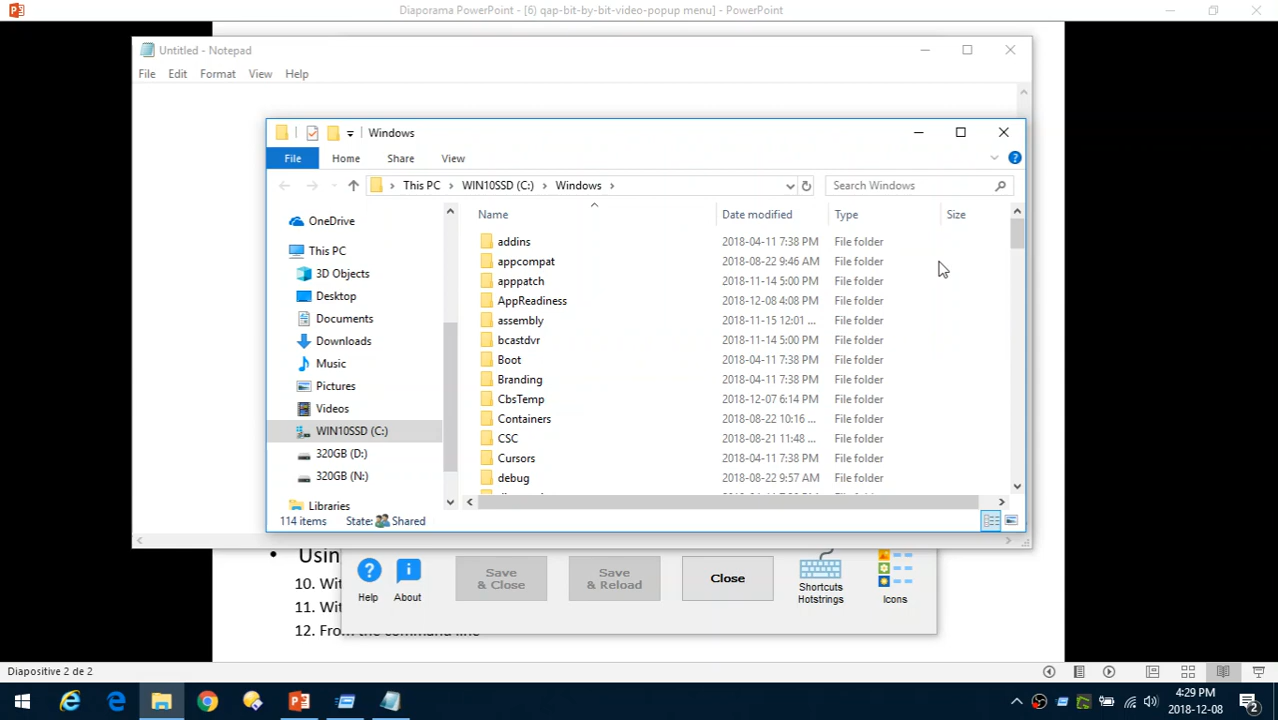 Diaporama PowerPoint - [6) qap-bit-by-bit-video-popup menu] - PowerPoint
Untitled - Notepad
File Edit Format View Help
Windows
File Home Share View
This PC WIN10SSD (C:) Windows
Search Windows
Name Date modified Type Size
OneDrive
This PC
3D Objects
Desktop
Documents
Downloads
Music
Pictures
Videos
WIN10SSD (C:)
320GB (D:)
320GB (N:)
Libraries
addins 2018-04-11 7:38 PM File folder
appcompat 2018-08-22 9:46 AM File folder
apppatch 2018-11-14 5:00 PM File folder
AppReadiness 2018-12-08 4:08 PM File folder
assembly 2018-11-15 12:01 ... File folder
bcastdvr 2018-11-14 5:00 PM File folder
Boot 2018-04-11 7:38 PM File folder
Branding 2018-04-11 7:38 PM File folder
CbsTemp 2018-12-07 6:14 PM File folder
Containers 2018-08-22 10:16 ... File folder
CSC 2018-08-21 11:48 ... File folder
Cursors 2018-04-11 7:38 PM File folder
debug 2018-08-22 9:57 AM File folder
114 items State: Shared
• Using
10. Wit
11. Wit
12. From the command line
Help
About
Save
& Close
Save
& Reload
Close
Shortcuts
Hotstrings
Icons
Diapositive 2 de 2
4:29 PM
2018-12-08
2